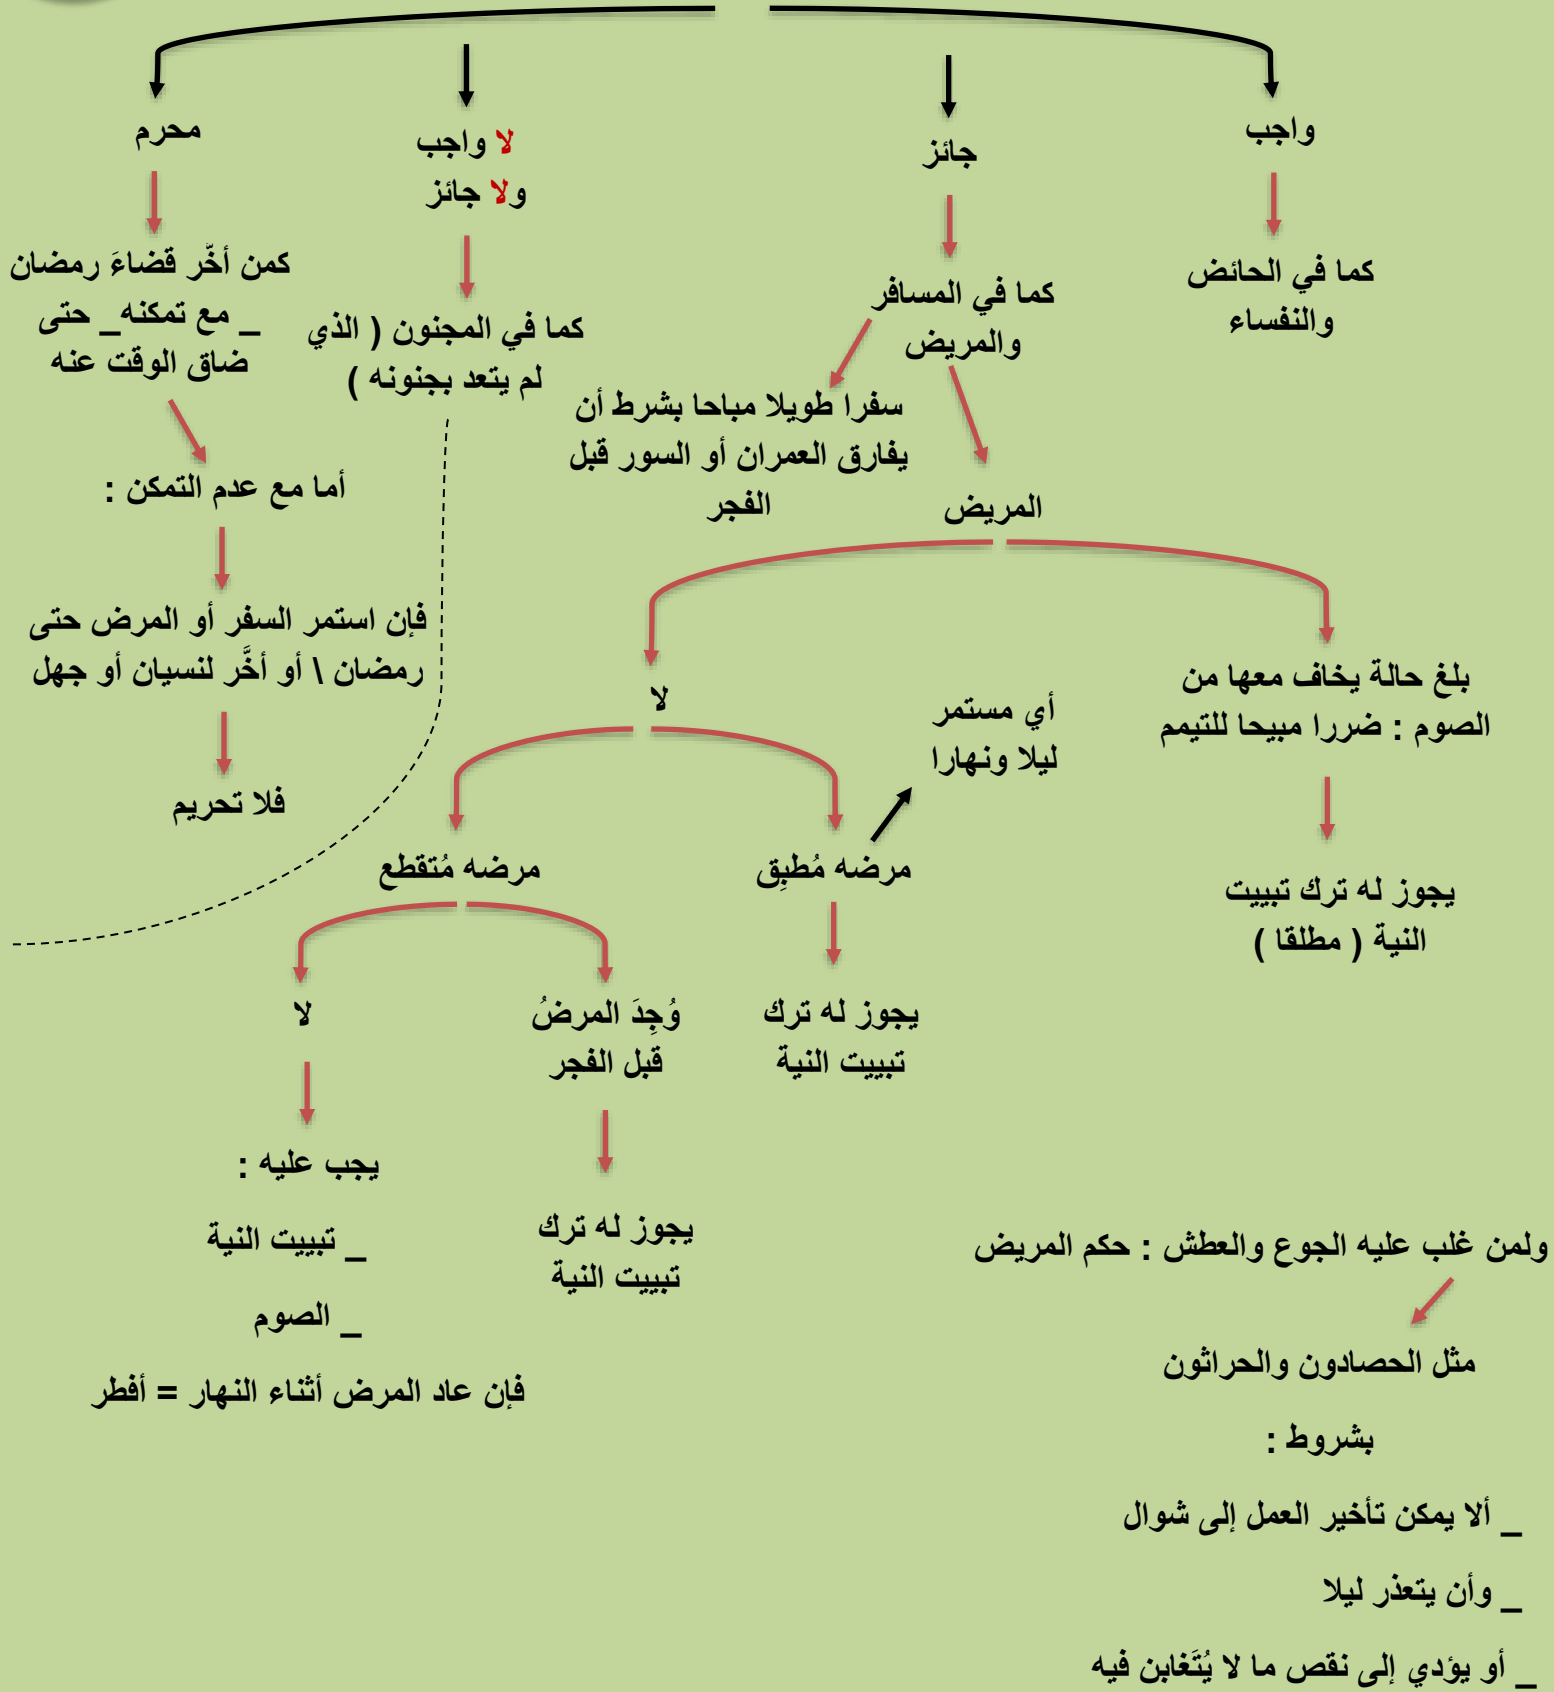 واجب
كما في الحائض
والنفساء
جائز
كما في المسافر
والمريض
سفرا طويلا مباحا بشرط أن
يفارق العمران أو السور قبل
الفجر
المريض
بلغ حالة يخاف معها من
الصوم : ضررا مبيحا للتيمم
يجوز له ترك تبييت
النية ( مطلقا )
لا
مرضه مُطبِق
أي مستمر
ليلا ونهارا
يجوز له ترك
تبييت النية
مرضه مُتقطع
وُجِدَ المرضُ
قبل الفجر
يجوز له ترك
تبييت النية
لا
يجب عليه :
_ تبييت النية
_ الصوم
فإن عاد المرض أثناء النهار = أفطر
لا واجب
ولا جائز
كما في المجنون ( الذي
لم يتعد بجنونه )
محرم
كمن أخَّر قضاءَ رمضان
_ مع تمكنه_ حتى
ضاق الوقت عنه
أما مع عدم التمكن :
فإن استمر السفر أو المرض حتى
رمضان \ أو أخَّر لنسيان أو جهل
فلا تحريم
ولمن غلب عليه الجوع والعطش : حكم المريض
مثل الحصادون والحراثون
بشروط :
_ ألا يمكن تأخير العمل إلى شوال
_ وأن يتعذر ليلا
_ أو يؤدي إلى نقص ما لا يُتَغابن فيه